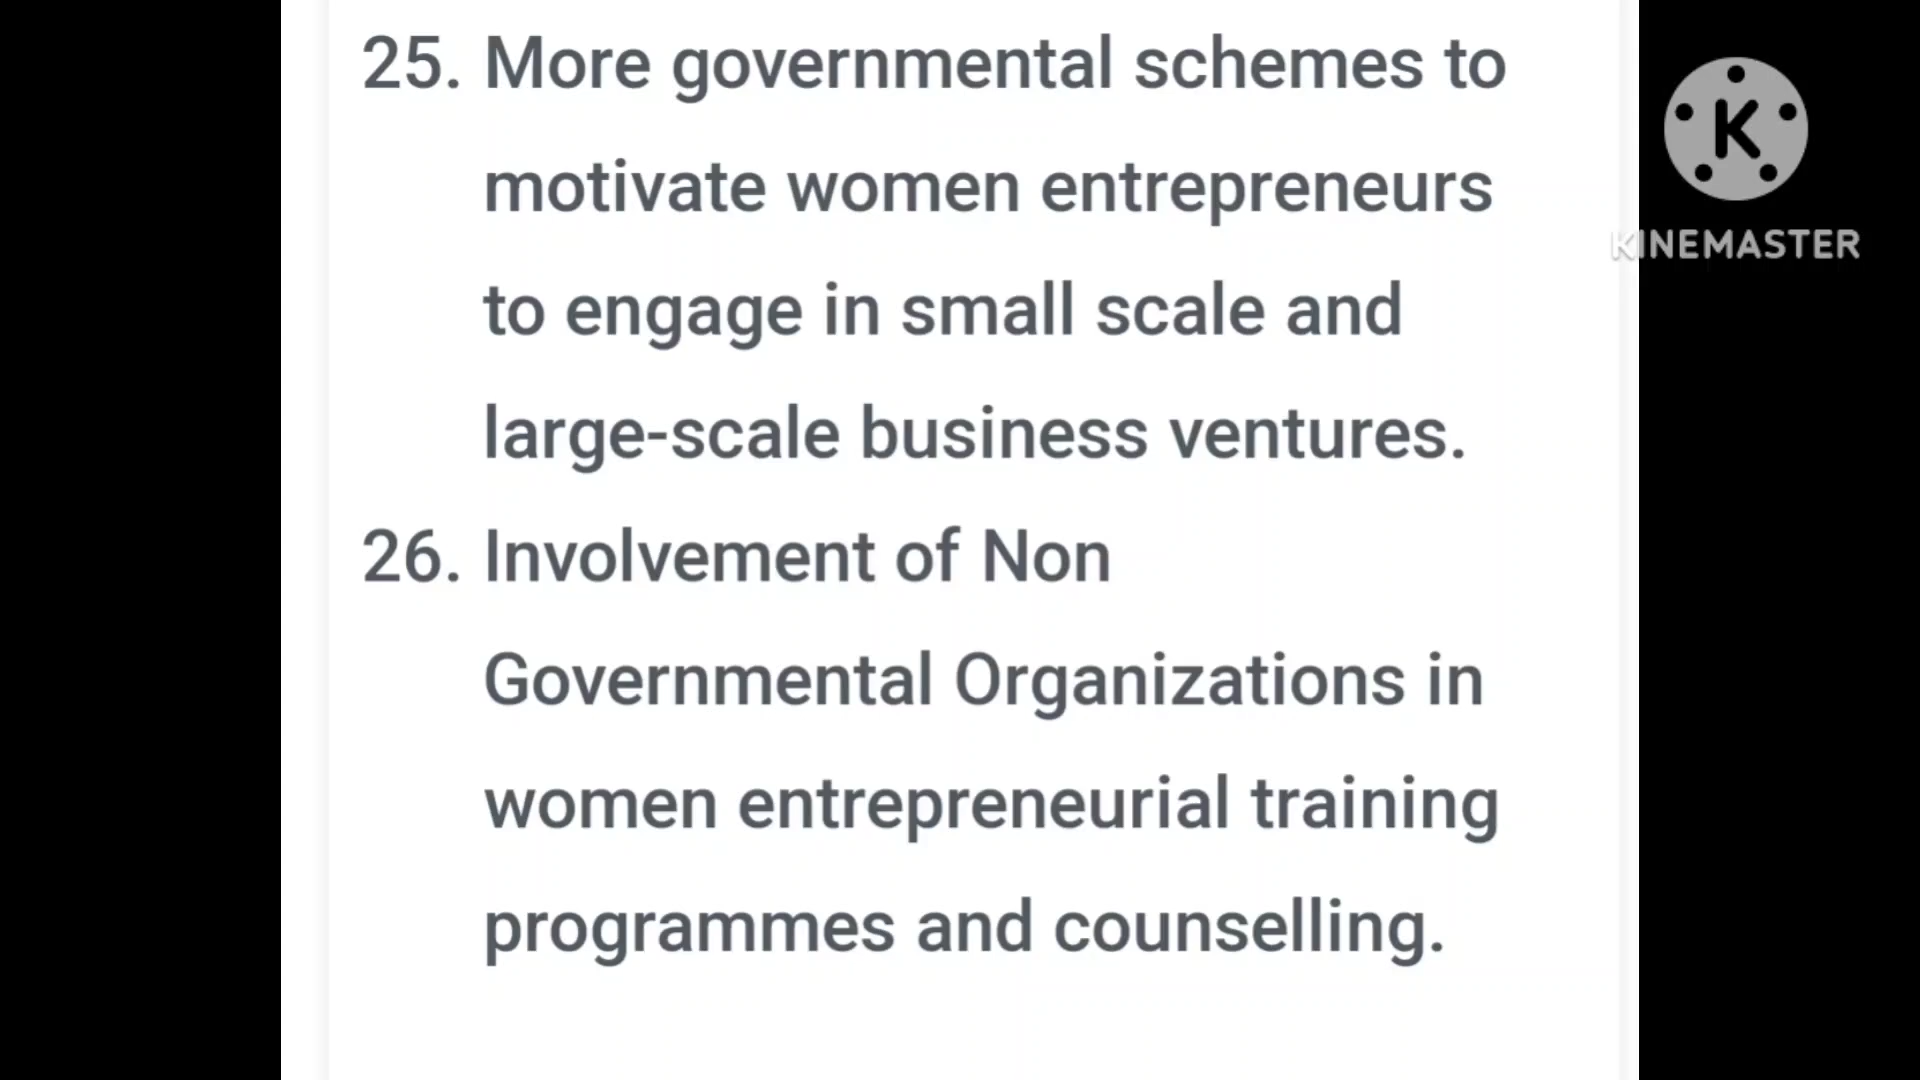 25. More governmental schemes to
motivate women entrepreneurs
to engage in small scale and
large-scale business ventures.
26. Involvement of Non
Governmental Organizations in
women entrepreneurial training
programmes and counselling.
K
KINEMASTER